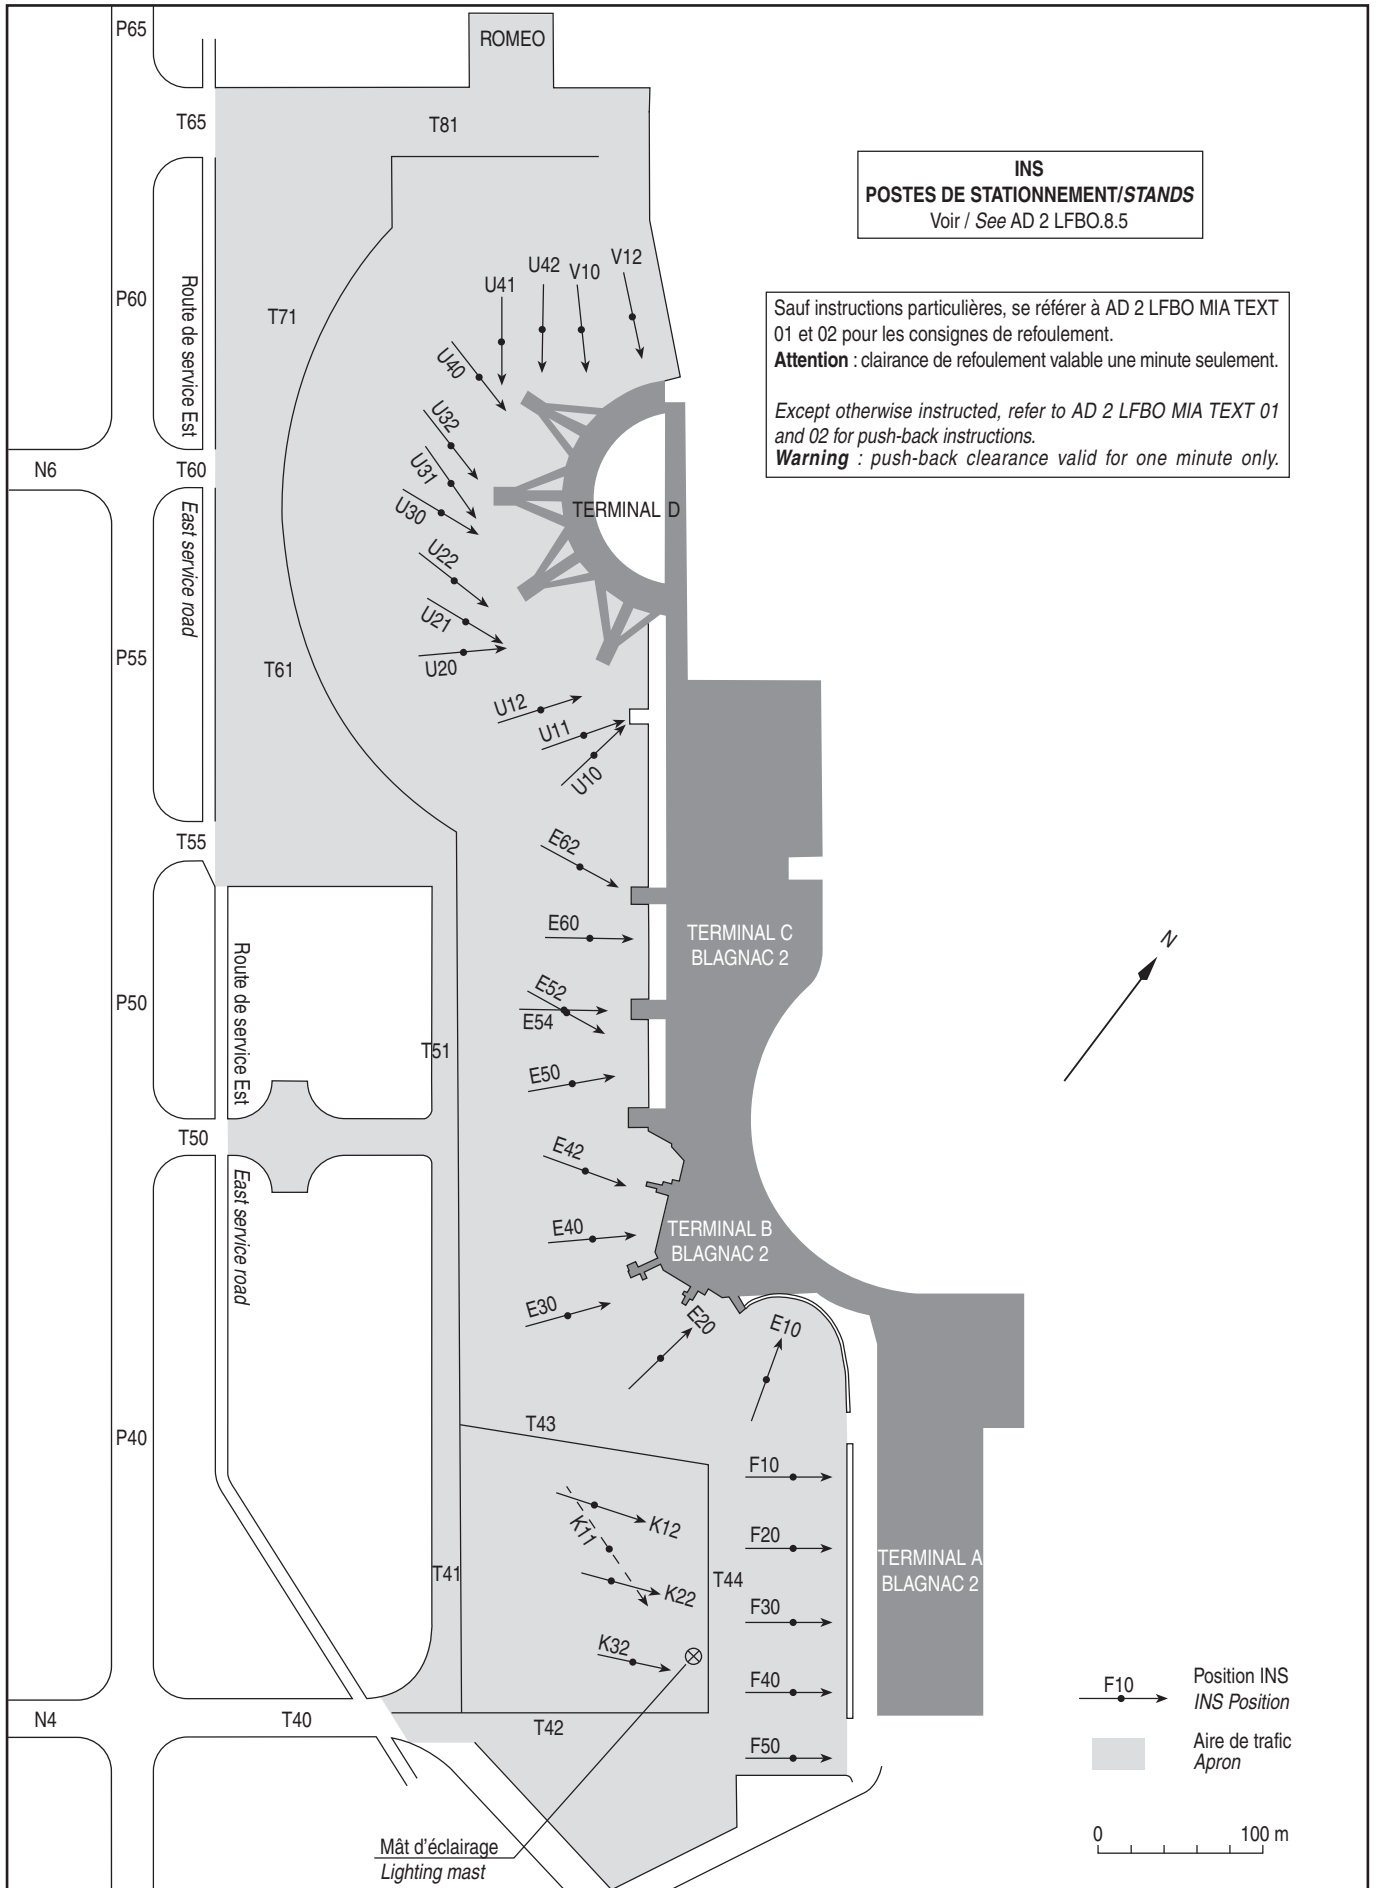 P65
ROMEO
T65
T81
INS
POSTES DE STATIONNEMENT/STANDS
Voir / See AD 2 LFBO.8.5
P60
Route de service Est
T71
U41
U42
V10
V12
U40
Sauf instructions particulières, se référer à AD 2 LFBO MIA TEXT
01 et 02 pour les consignes de refoulement.
Attention : clairance de refoulement valable une minute seulement.
Except otherwise instructed, refer to AD 2 LFBO MIA TEXT 01
and 02 for push-back instructions.
Warning : push-back clearance valid for one minute only.
U32
U31
N6
T60
U30
TERMINAL D
East service road
U22
U21
U20
P55
T61
U12
U11
U10
T55
E62
E60
TERMINAL C
BLAGNAC 2
N
Route de service Est
P50
E52
E54
T51
E50
T50
E42
East service road
E40
TERMINAL B
BLAGNAC 2
E30
E20
E10
T43
P40
F10
K12
K11
F20
T41
K22
T44
TERMINAL A
BLAGNAC 2
F30
K32
F40
F10
Position INS
INS Position
N4
T40
T42
F50
Aire de trafic
Apron
0
100 m
Mât d'éclairage
Lighting mast